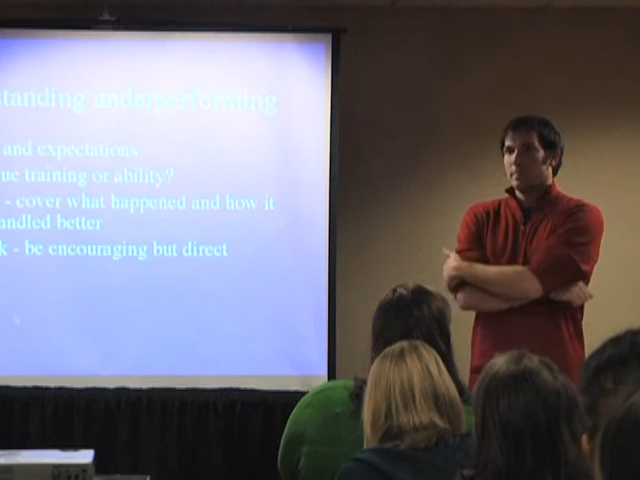 standing underperforming
and expectations
ue training or ability?
- cover what happened and how it
andled better
k - be encouraging but direct